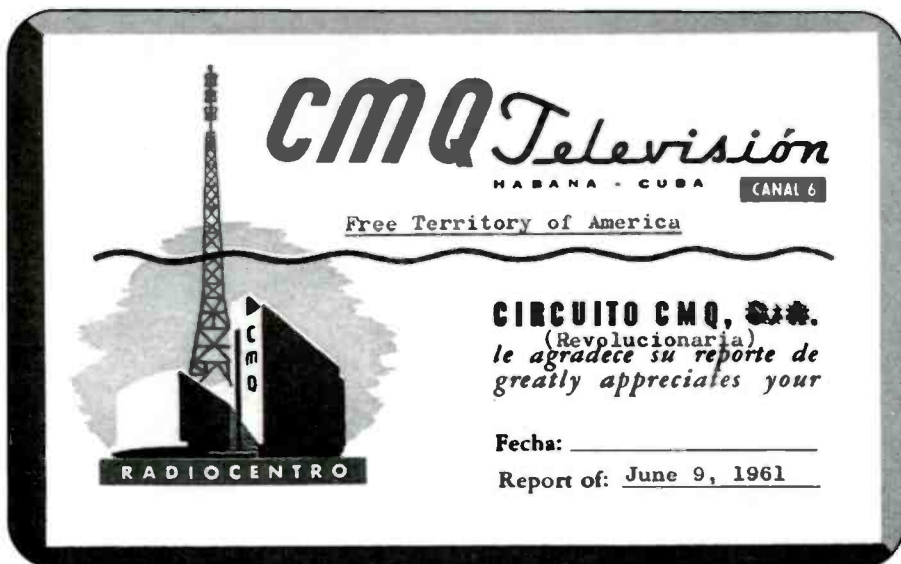 CMQ Televisión
HABANA - CUBA
CANAL 6
Free Territory of America
CMQ
RADIOCENTRO
CIRCUITO CMQ,
(Revolucionaria)
le agradece su reporte de
greatly appreciates your
Fecha:
Report of: June 9, 1961